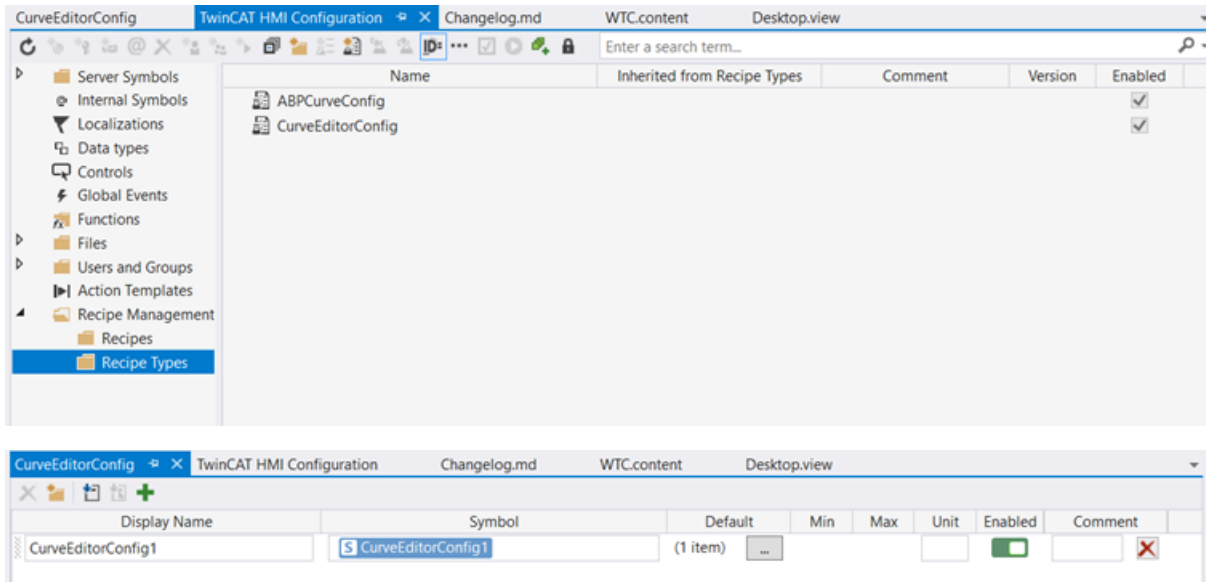 CurveEditorConfig TwinCAT HMI Configuration Changelog.md WTC.content Desktop.view
ID= Enter a search term...
Name Inherited from Recipe Types Comment Version Enabled
Server Symbols
Internal Symbols
Localizations
Data types
Controls
Global Events
Functions
Files
Users and Groups
Action Templates
Recipe Management
Recipes
Recipe Types
ABPCurveConfig
CurveEditorConfig
CurveEditorConfig TwinCAT HMI Configuration Changelog.md WTC.content Desktop.view
Display Name Symbol Default Min Max Unit Enabled Comment
CurveEditorConfig1 S CurveEditorConfig1 (1 item) ...